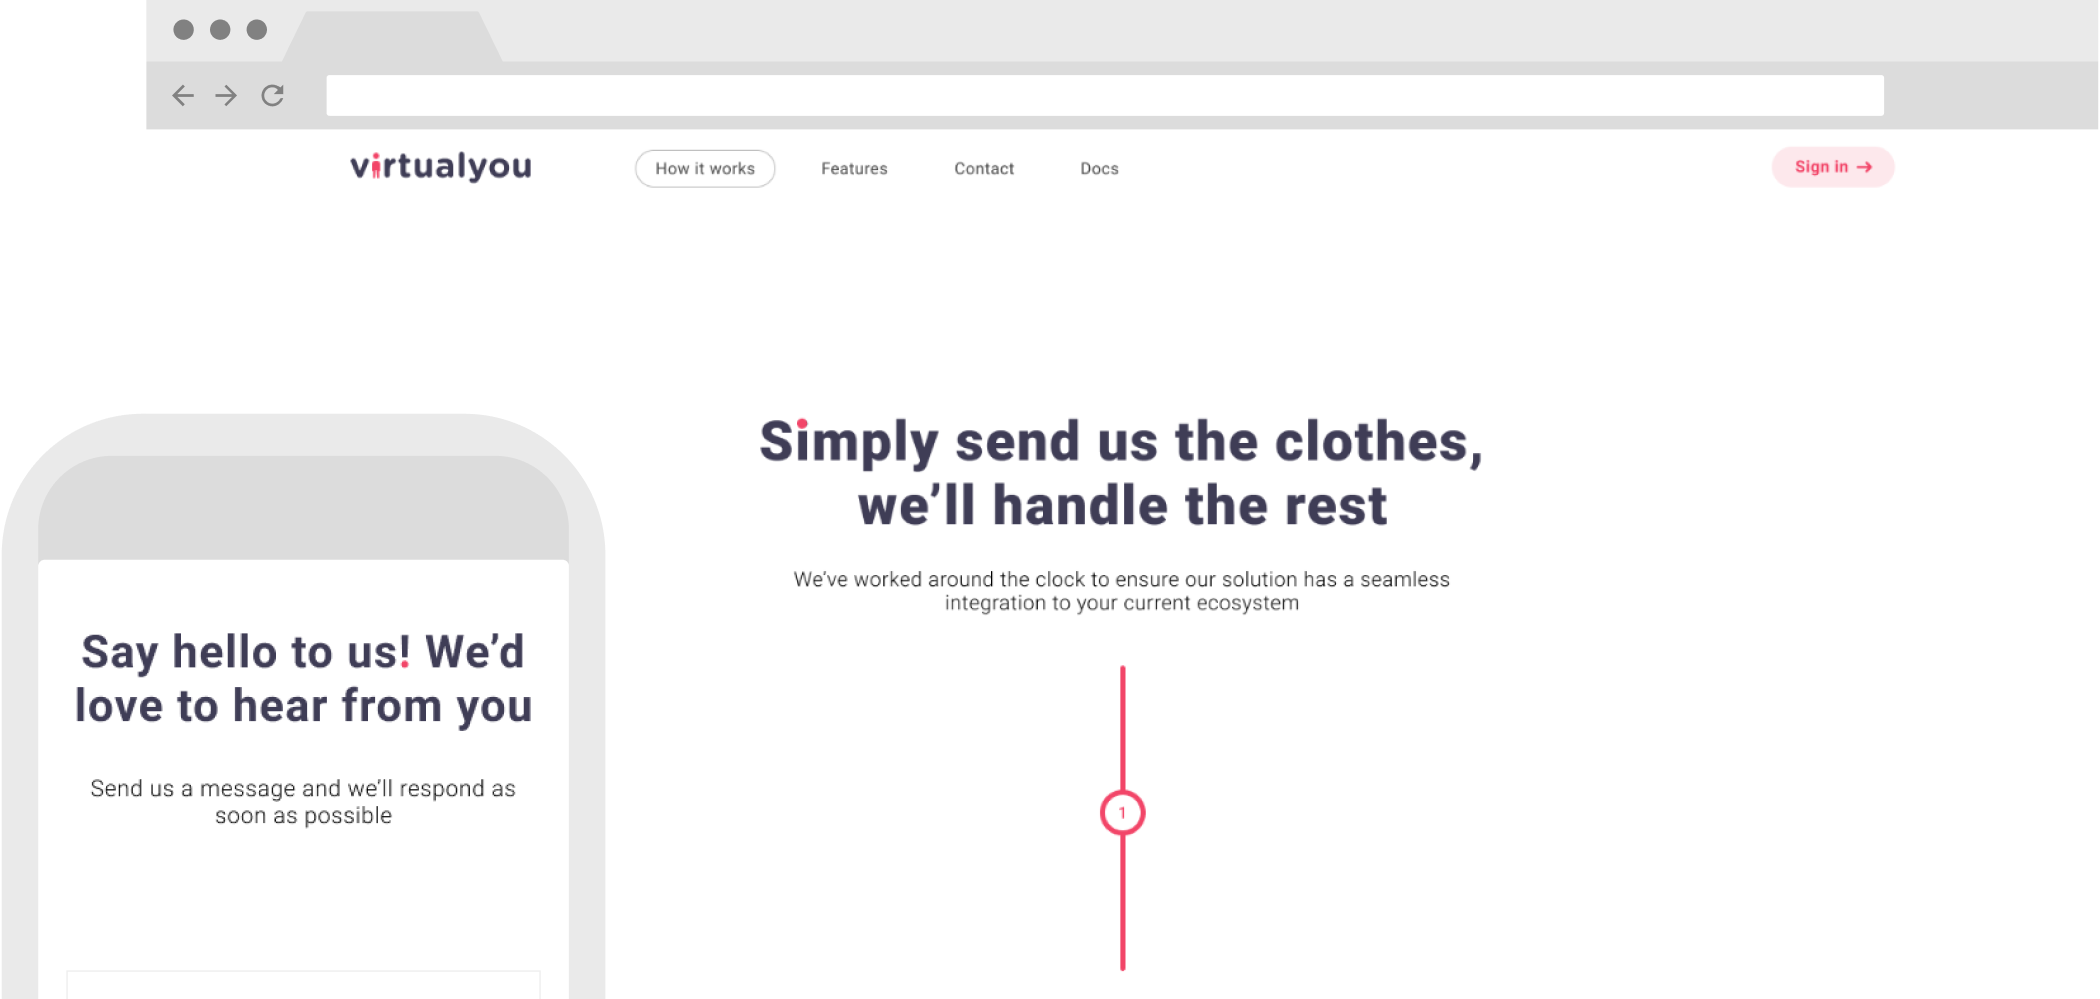 virtualyou
How it works
Features
Contact
Docs
Sign in →
Simply send us the clothes,
we’ll handle the rest
We’ve worked around the clock to ensure our solution has a seamless
integration to your current ecosystem
1
Say hello to us! We’d
love to hear from you
Send us a message and we’ll respond as
soon as possible